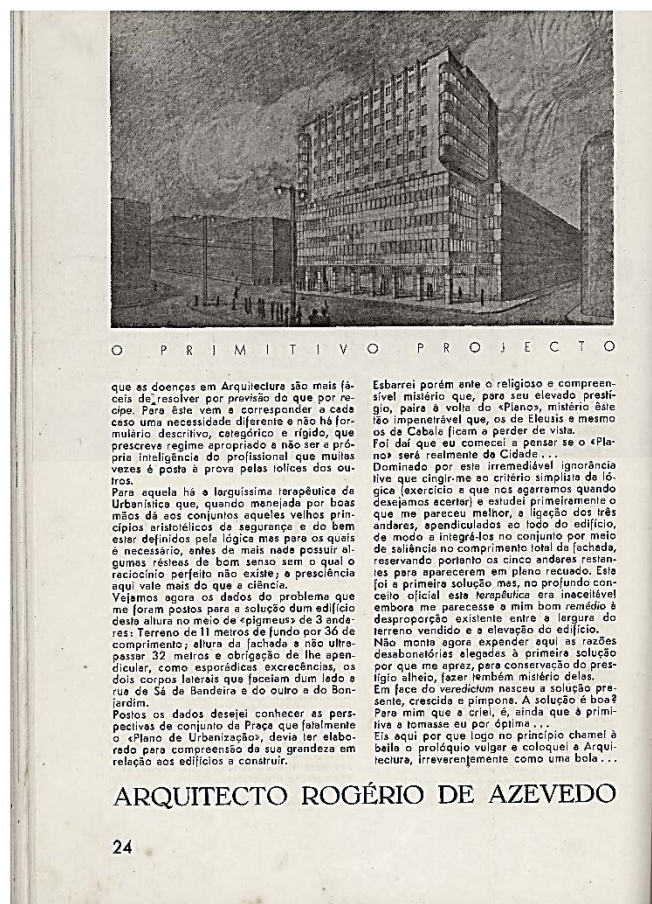 O PRIMITIVO PROJECTO
que as doenças em Arquitectura são mais fá-
ceis de resolver por previsão do que por re-
cipe. Para êste vem a corresponder a cada
caso uma necessidade diferente e não há for-
mulário descritivo, categórico e rígido, que
prescreva regime apropriado a não ser a pró-
pria inteligência do profissional que muitas
vezes é posta à prova pelas tolices dos ou-
tros.
Para aquela há a larguíssima terapêutica da
Urbanística que, quando manejada por boas
mãos dá aos conjuntos aqueles velhos prin-
cípios aristotélicos da segurança e do bem
estar definidos pela lógica mas para os quais
é necessário, antes de mais nada possuir al-
gumas résteas de bom senso sem o qual o
raciocínio perfeito não existe; a presciência
aqui vale mais do que a ciência.
Vejamos agora os dados do problema que
me foram postos para a solução dum edifício
desta altura no meio de «pigmeus» de 3 anda-
res: Terreno de 11 metros de fundo por 36 de
comprimento; altura da fachada a não ultra-
passar 32 metros e obrigação de lhe apen-
dicular, como esporádicas excrecências, os
dois corpos laterais que faceiam dum lado a
rua de Sá da Bandeira e do outro a do Bon-
jardim.
Postos os dados desejei conhecer as pers-
pectivas de conjunto da Praça que fatalmente
o «Plano de Urbanização», devia ter elabo-
rado para compreensão da sua grandeza em
relação aos edifícios a construir.
Esbarrei porém ante o religioso e compreen-
sível mistério que, para seu elevado prestí-
gio, paira à volta do «Plano», mistério êste
tão impenetrável que, os de Eleusis e mesmo
os da Cabala ficam a perder de vista.
Foi daí que eu comecei a pensar se o «Pla-
no» será realmente da Cidade . . .
Dominado por esta irremediável ignorância
tive que cingir-me ao critério simplista da ló-
gica (exercício a que nos agarramos quando
desejamos acertar) e estudei primeiramente o
que me pareceu melhor, a ligação dos três
andares, apendiculados ao todo do edifício,
de modo a integrá-los no conjunto por meio
de saliência no comprimento total da fachada,
reservando portanto os cinco andares restan-
tes para aparecerem em plano recuado. Esta
foi a primeira solução mas, no profundo con-
ceito oficial esta terapêutica era inaceitável
embora me parecesse a mim bom remédio à
desproporção existente entre a largura do
terreno vendido e a elevação do edifício.
Não monta agora expender aqui as razões
desabonatórias alegadas à primeira solução
por que me apraz, para conservação do pres-
tígio alheio, fazer também mistério delas.
Em face do veredictum nasceu a solução pre-
sente, crescida e pimpona. A solução é boa?
Para mim que a criei, é, ainda que à primi-
tiva a tomasse eu por óptima . . .
Eis aqui por que logo no princípio chamei à
baila o prolóquio vulgar e coloquei a Arqui-
tectura, irreverentemente como uma bola . . .
ARQUITECTO ROGÉRIO DE AZEVEDO
24